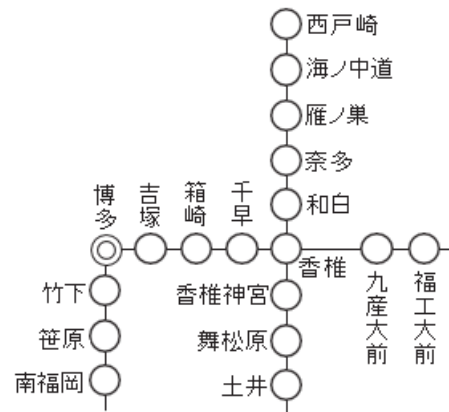 西戸崎
海ノ中道
雁ノ巣
奈多
和白
博多
吉塚
箱崎
千早
香椎
九産大前
福工大前
竹下
笹原
南福岡
香椎神宮
舞松原
土井